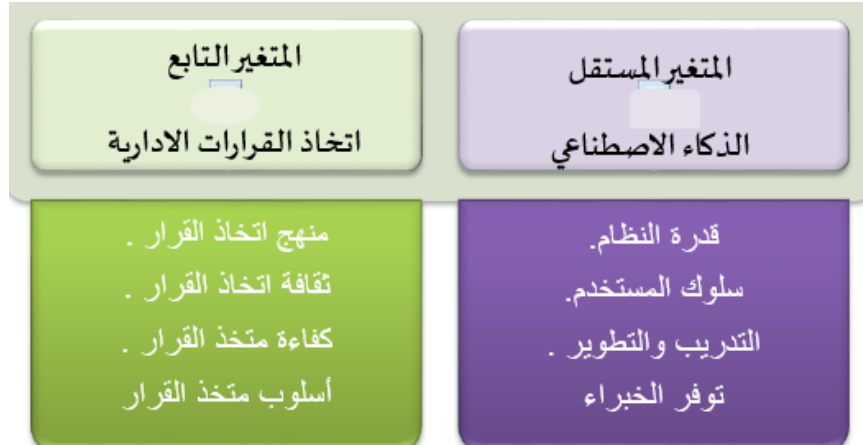 المتغير المستقل
الذكاء الاصطناعي
قدرة النظام.
سلوك المستخدم.
التدريب والتطوير .
توفر الخبراء
المتغير التابع
اتخاذ القرارات الادارية
منهج اتخاذ القرار .
ثقافة اتخاذ القرار .
كفاءة متخذ القرار .
أسلوب متخذ القرار